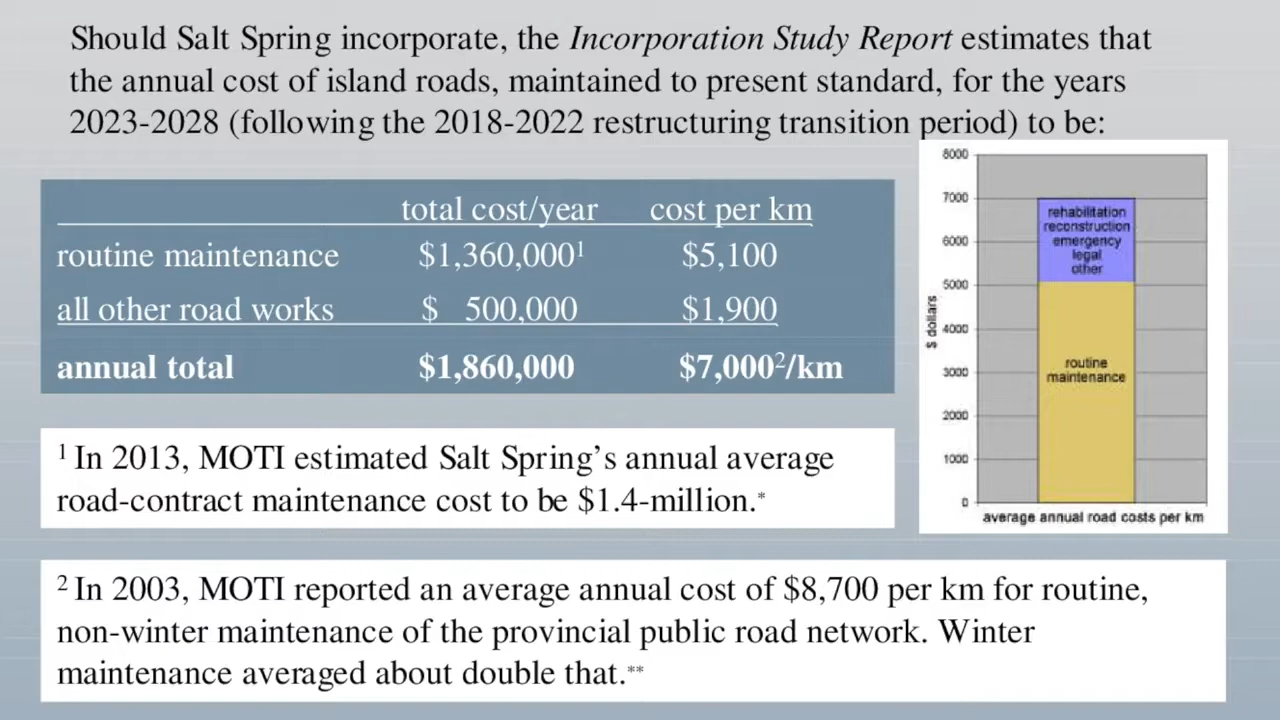 Should Salt Spring incorporate, the Incorporation Study Report estimates that
the annual cost of island roads, maintained to present standard, for the years
2023-2028 (following the 2018-2022 restructuring transition period) to be:
total cost/year cost per km
routine maintenance $1,360,000¹ $5,100
all other road works $ 500,000 $1,900
annual total $1,860,000 $7,000²/km
8000
7000
6000
5000
4000
3000
2000
1000
0
$ dollars
rehabilitation
reconstruction
emergency
legal
other
routine
maintenance
average annual road costs per km
¹ In 2013, MOTI estimated Salt Spring’s annual average
road-contract maintenance cost to be $1.4-million.*
² In 2003, MOTI reported an average annual cost of $8,700 per km for routine,
non-winter maintenance of the provincial public road network. Winter
maintenance averaged about double that.**